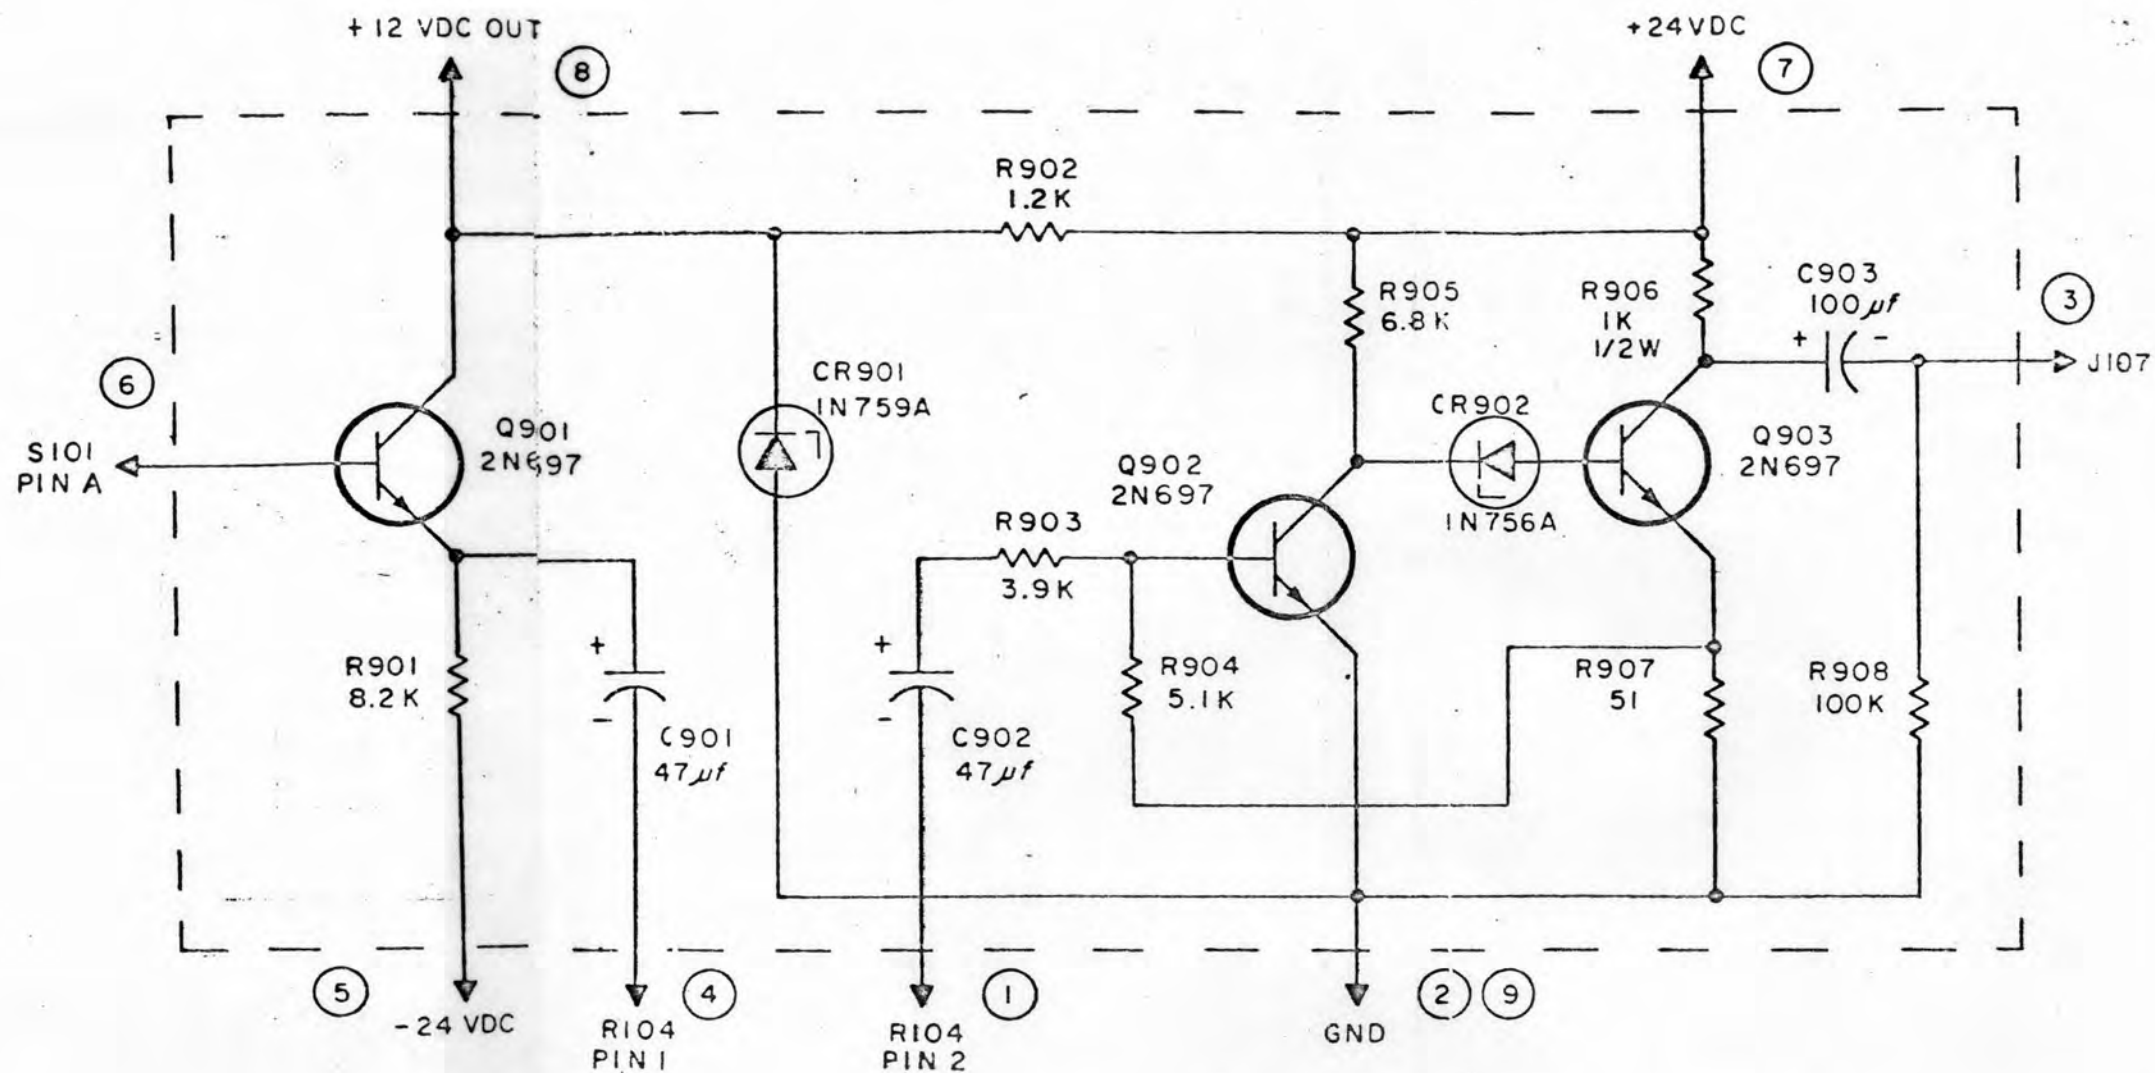 +12 VDC OUT
8
+24VDC
7
R902
1.2K
R905
6.8K
R906
1K
1/2W
C903
100µf
+ -
3
J107
6
S101
PIN A
Q901
2N697
CR901
1N759A
CR902
1N756A
Q903
2N697
Q902
2N697
R903
3.9K
R901
8.2K
+
-
C901
47µf
+
-
C902
47µf
R904
5.1K
R907
51
R908
100K
5
-24 VDC
4
R104
PIN 1
1
R104
PIN 2
2 9
GND